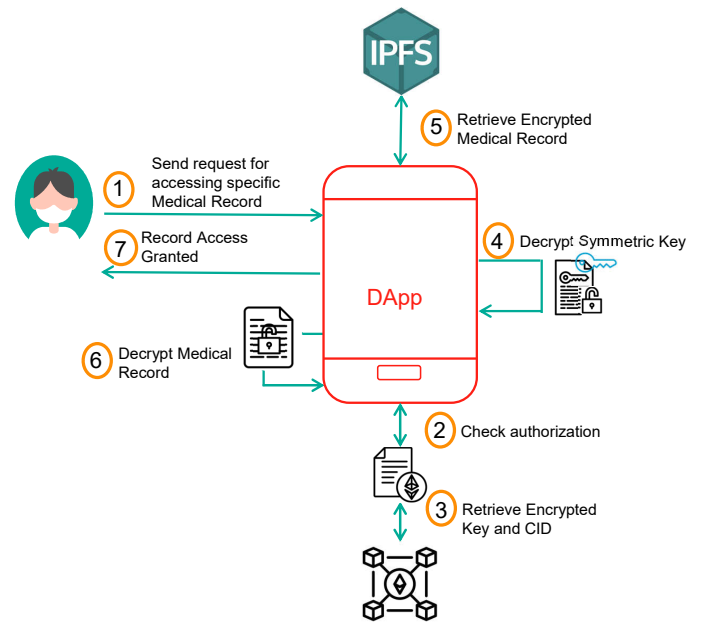 IPFS
5
Retrieve Encrypted
Medical Record
1
Send request for
accessing specific
Medical Record
7
Record Access
Granted
4
Decrypt Symmetric Key
DApp
6
Decrypt Medical
Record
2
Check authorization
3
Retrieve Encrypted
Key and CID